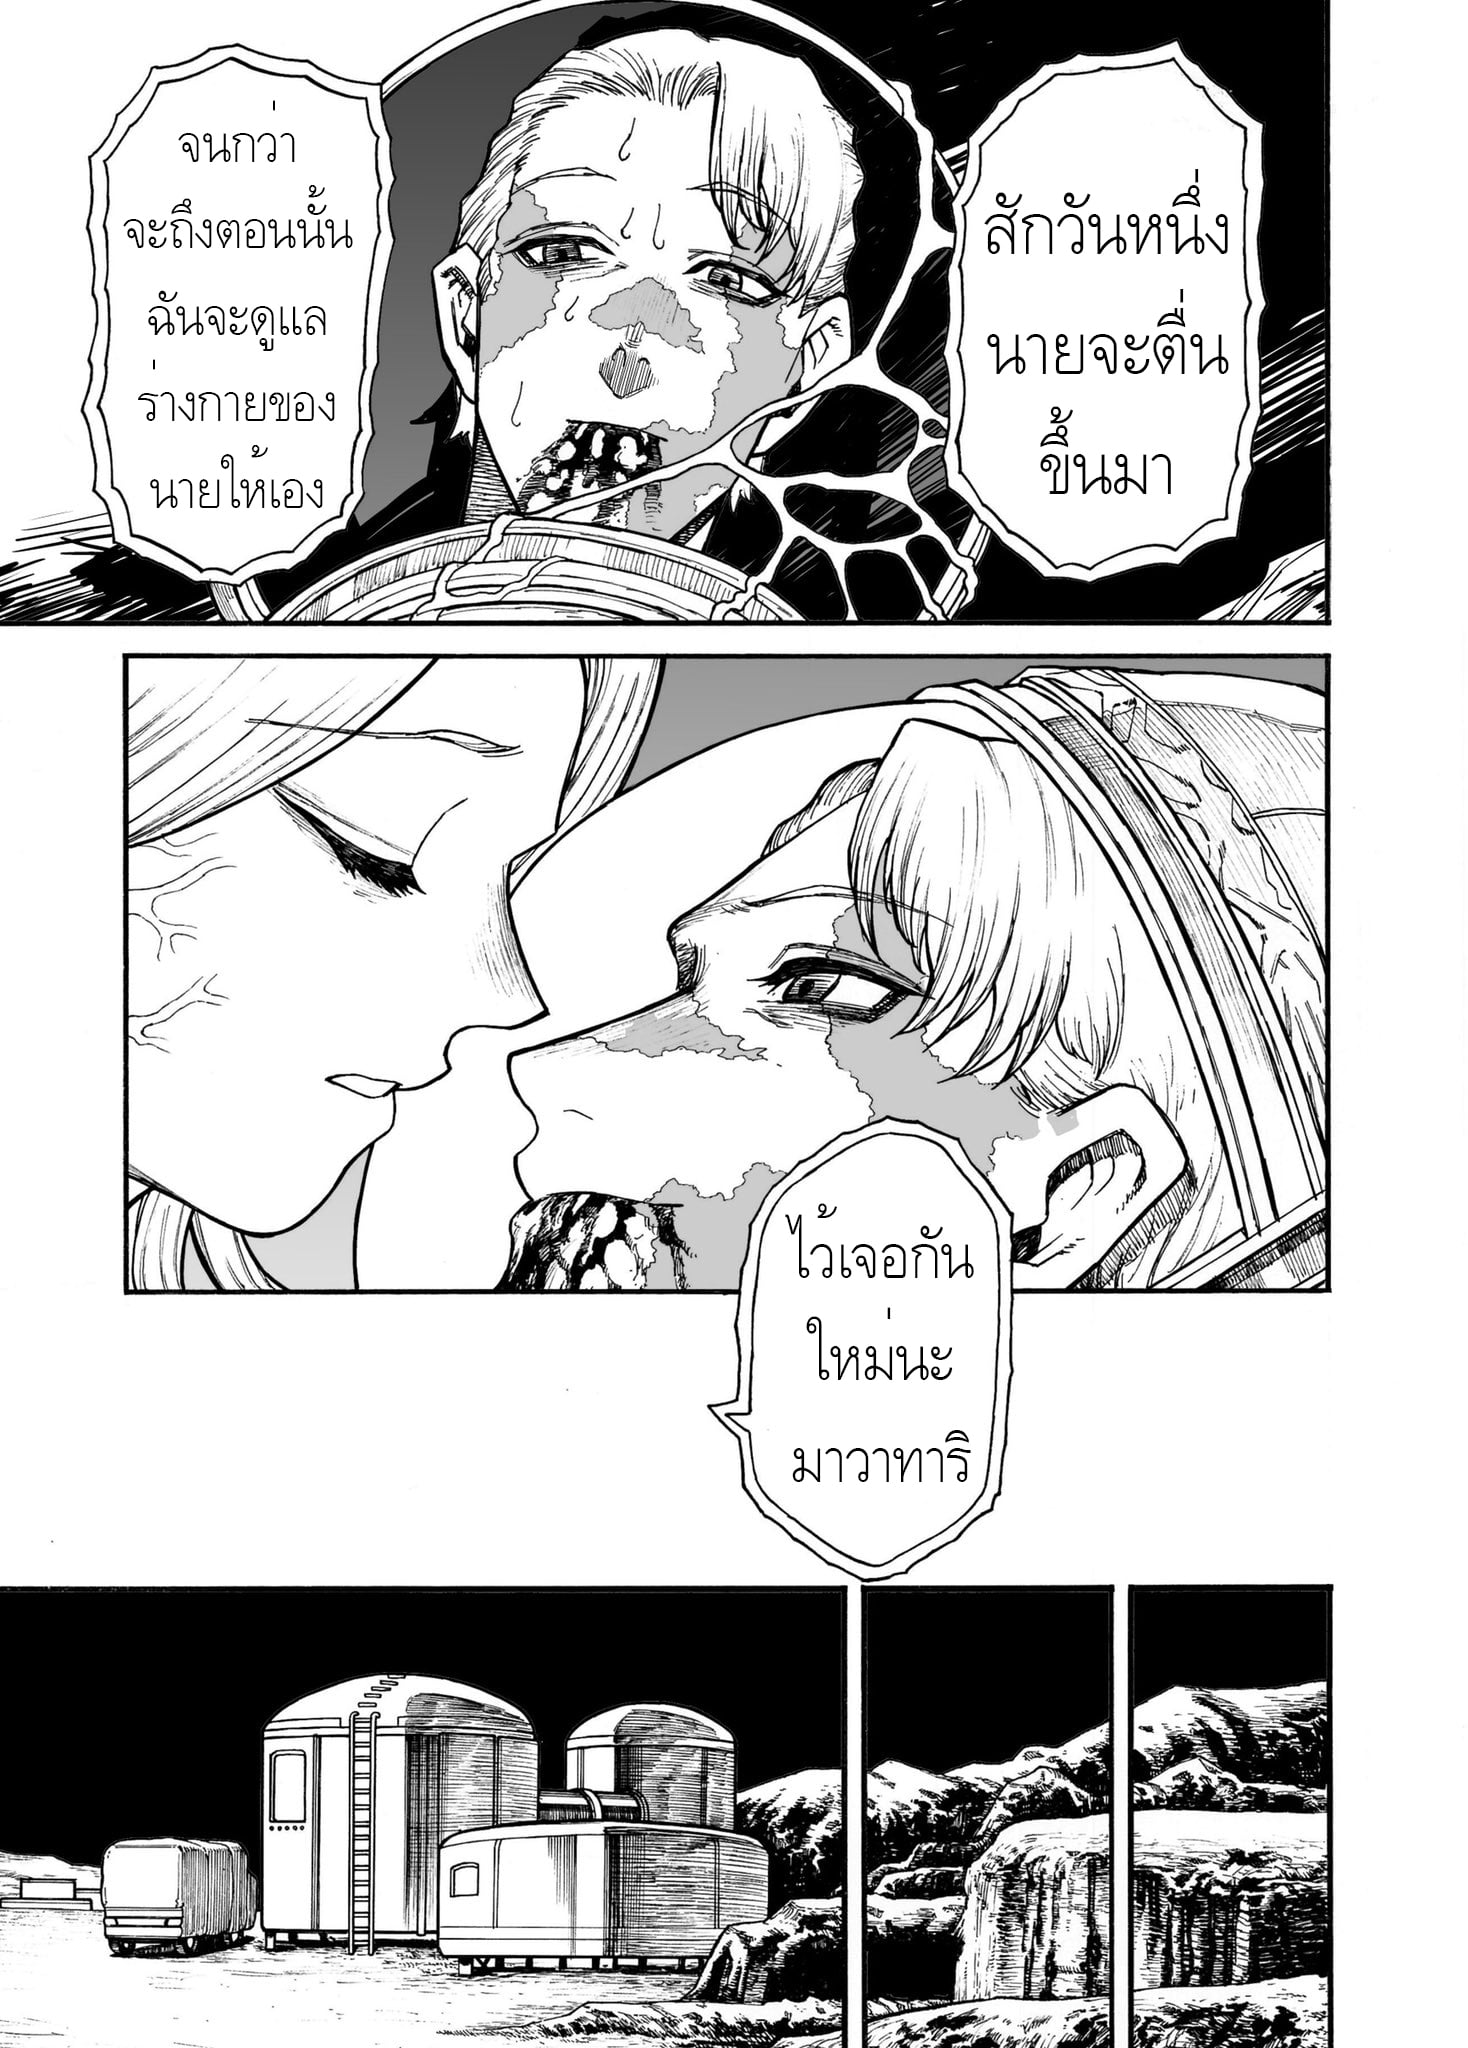 สักวันหนึ่ง
นายจะตื่น
ขึ้นมา
จนกว่า
จะถึงตอนนั้น
ฉันจะดูแล
ร่างกายของ
นายให้เอง
ไว้เจอกัน
ใหม่นะ
มาวาทาริ